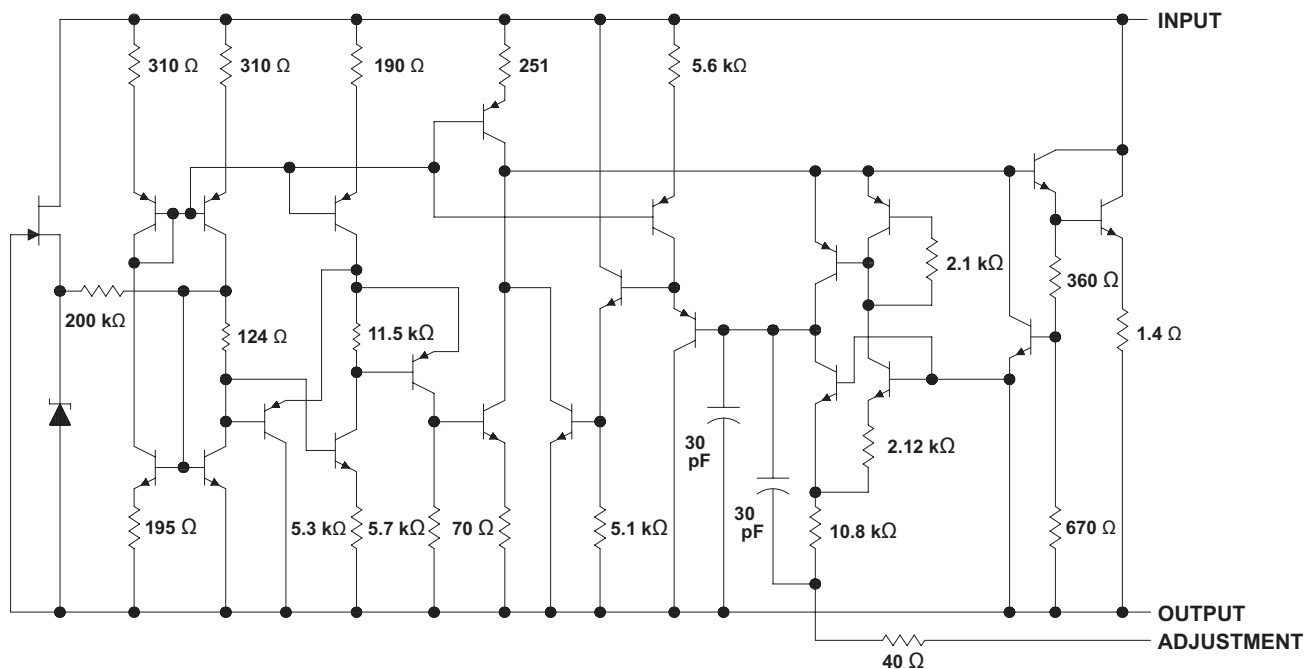 INPUT
310 Ω
310 Ω
190 Ω
251
5.6 kΩ
2.1 kΩ
360 Ω
200 kΩ
124 Ω
11.5 kΩ
1.4 Ω
30
pF
2.12 kΩ
195 Ω
5.3 kΩ
5.7 kΩ
70 Ω
5.1 kΩ
30
pF
10.8 kΩ
670 Ω
OUTPUT
ADJUSTMENT
40 Ω